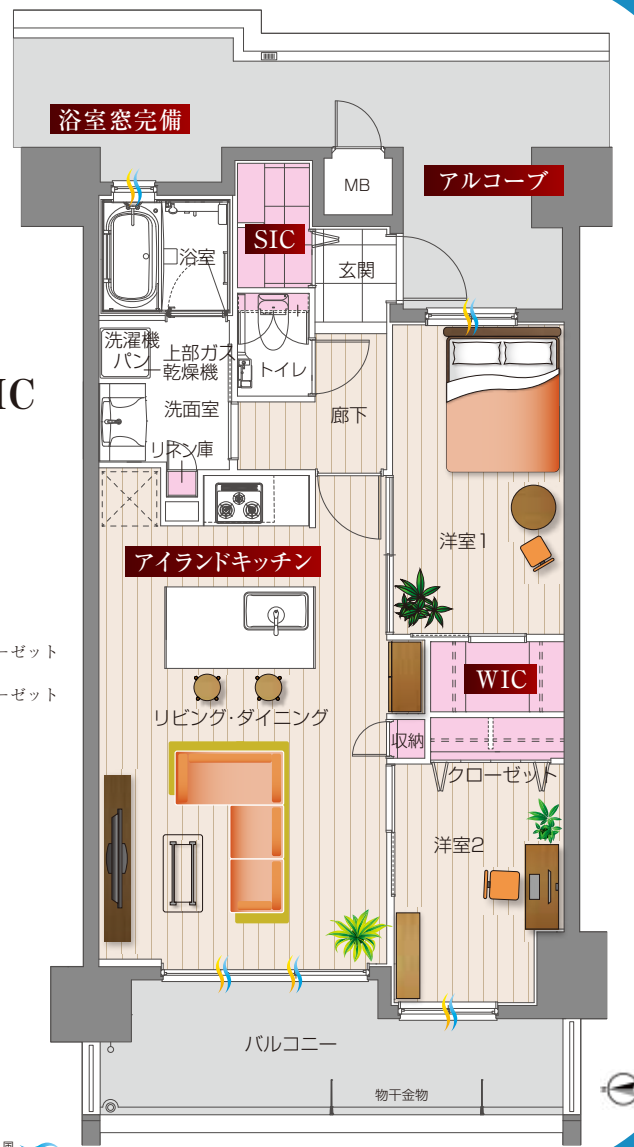 浴室窓完備
MB
アルコーブ
SIC
浴室
玄関
洗濯機
パン
上部ガス
乾燥機
トイレ
IC
洗面室
廊下
リネン庫
洋室1
アイランドキッチン
ーゼット
WIC
ーゼット
リビング・ダイニング
収納
クローゼット
洋室2
バルコニー
物干金物